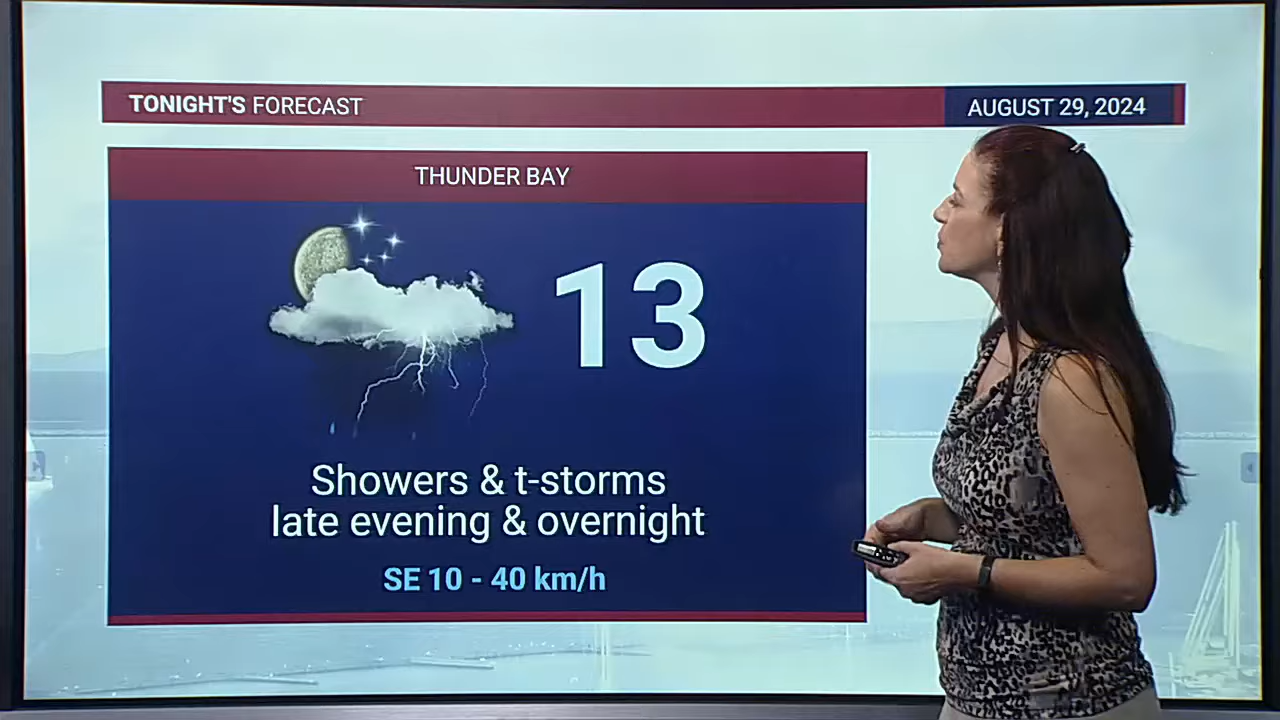 TONIGHT'S FORECAST
AUGUST 29, 2024
THUNDER BAY
13
Showers & t-storms
late evening & overnight
SE 10 - 40 km/h